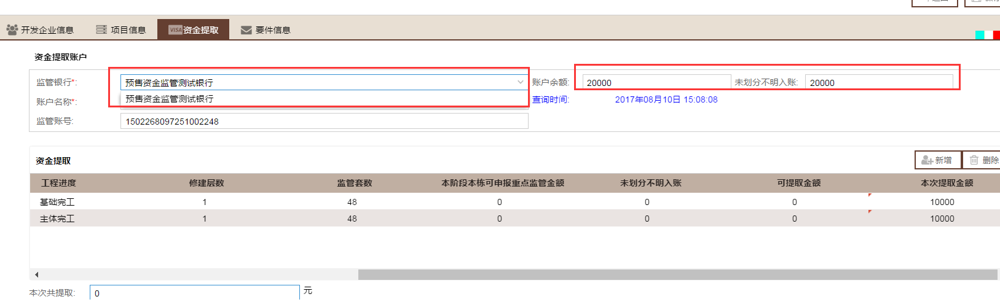 开发企业信息 项目信息 VISA 资金提取 要件信息
资金提取账户
监管银行*: 预售资金监管测试银行 账户余额: 20000 未划分不明入账: 20000
预售资金监管测试银行
账户名称*: 查询时间: 2017年08月10日 15:08:08
监管账号: 1502268097251002248
资金提取 新增 删除
工程进度 修建层数 监管套数 本阶段本栋可申报重点监管金额 未划分不明入账 可提取金额 本次提取金额
基础完工 1 48 0 0 0 10000
主体完工 1 48 0 0 0 10000
本次共提取: 0 元